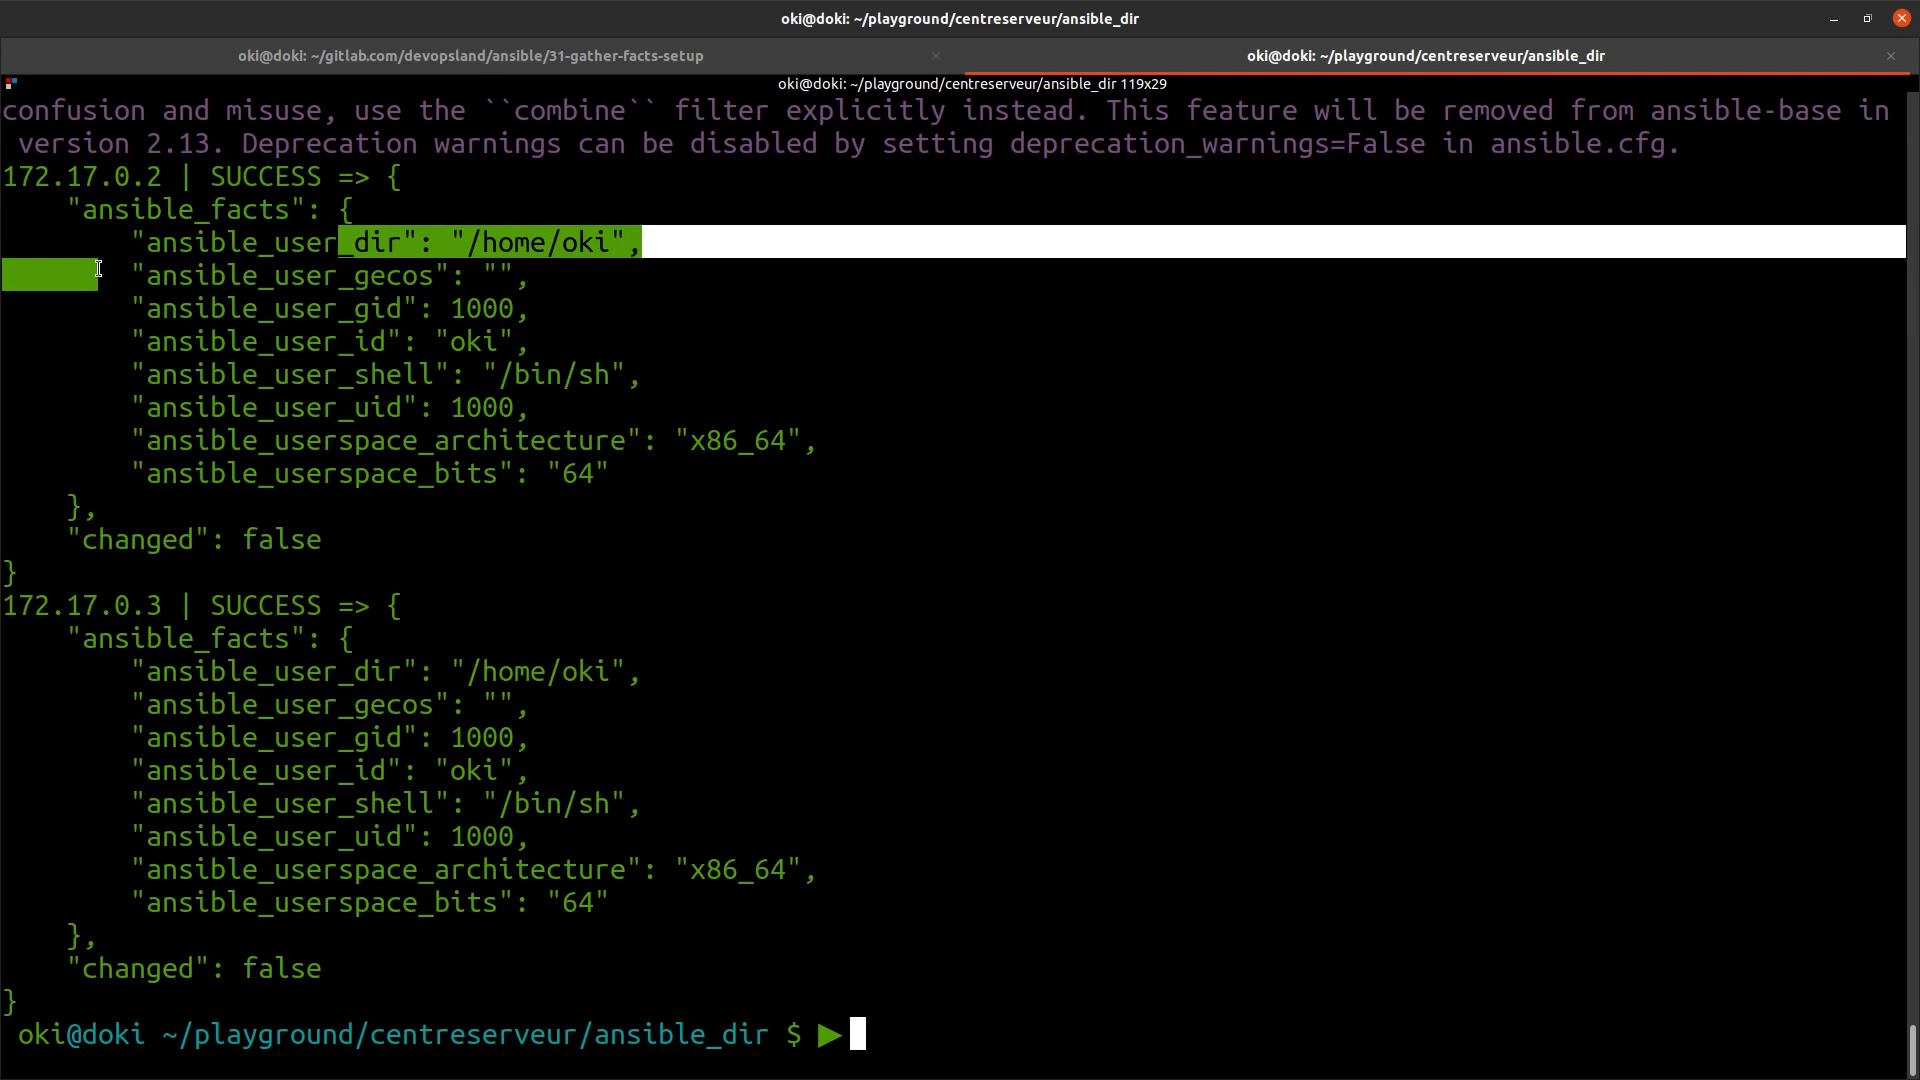 oki@doki: ~/playground/centreserveur/ansible_dir
oki@doki: ~/gitlab.com/devopsland/ansible/31-gather-facts-setup
oki@doki: ~/playground/centreserveur/ansible_dir
oki@doki: ~/playground/centreserveur/ansible_dir 119x29
confusion and misuse, use the ``combine`` filter explicitly instead. This feature will be removed from ansible-base in
 version 2.13. Deprecation warnings can be disabled by setting deprecation_warnings=False in ansible.cfg.
172.17.0.2 | SUCCESS => {
    "ansible_facts": {
        "ansible_user_dir": "/home/oki",
        "ansible_user_gecos": "",
        "ansible_user_gid": 1000,
        "ansible_user_id": "oki",
        "ansible_user_shell": "/bin/sh",
        "ansible_user_uid": 1000,
        "ansible_userspace_architecture": "x86_64",
        "ansible_userspace_bits": "64"
    },
    "changed": false
}
172.17.0.3 | SUCCESS => {
    "ansible_facts": {
        "ansible_user_dir": "/home/oki",
        "ansible_user_gecos": "",
        "ansible_user_gid": 1000,
        "ansible_user_id": "oki",
        "ansible_user_shell": "/bin/sh",
        "ansible_user_uid": 1000,
        "ansible_userspace_architecture": "x86_64",
        "ansible_userspace_bits": "64"
    },
    "changed": false
}
 oki@doki ~/playground/centreserveur/ansible_dir $ ▶